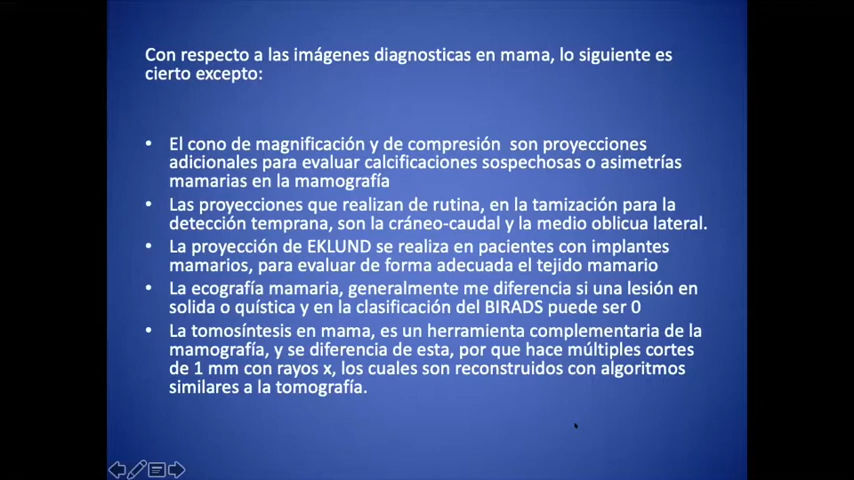 Con respecto a las imágenes diagnosticas en mama, lo siguiente es
cierto excepto:
• El cono de magnificación y de compresión son proyecciones
adicionales para evaluar calcificaciones sospechosas o asimetrías
mamarias en la mamografía
• Las proyecciones que realizan de rutina, en la tamización para la
detección temprana, son la cráneo-caudal y la medio oblicua lateral.
• La proyección de EKLUND se realiza en pacientes con implantes
mamarios, para evaluar de forma adecuada el tejido mamario
• La ecografía mamaria, generalmente me diferencia si una lesión en
solida o quística y en la clasificación del BIRADS puede ser 0
• La tomosíntesis en mama, es un herramienta complementaria de la
mamografía, y se diferencia de esta, por que hace múltiples cortes
de 1 mm con rayos x, los cuales son reconstruidos con algoritmos
similares a la tomografía.